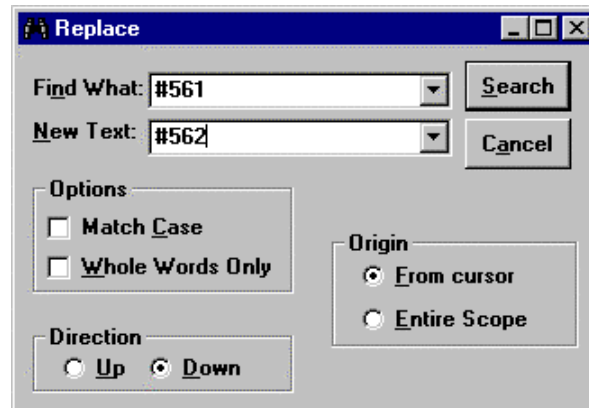 Replace
Find What: #561
Search
New Text: #562
Cancel
Options
Match Case
Whole Words Only
Origin
From cursor
Entire Scope
Direction
Up Down